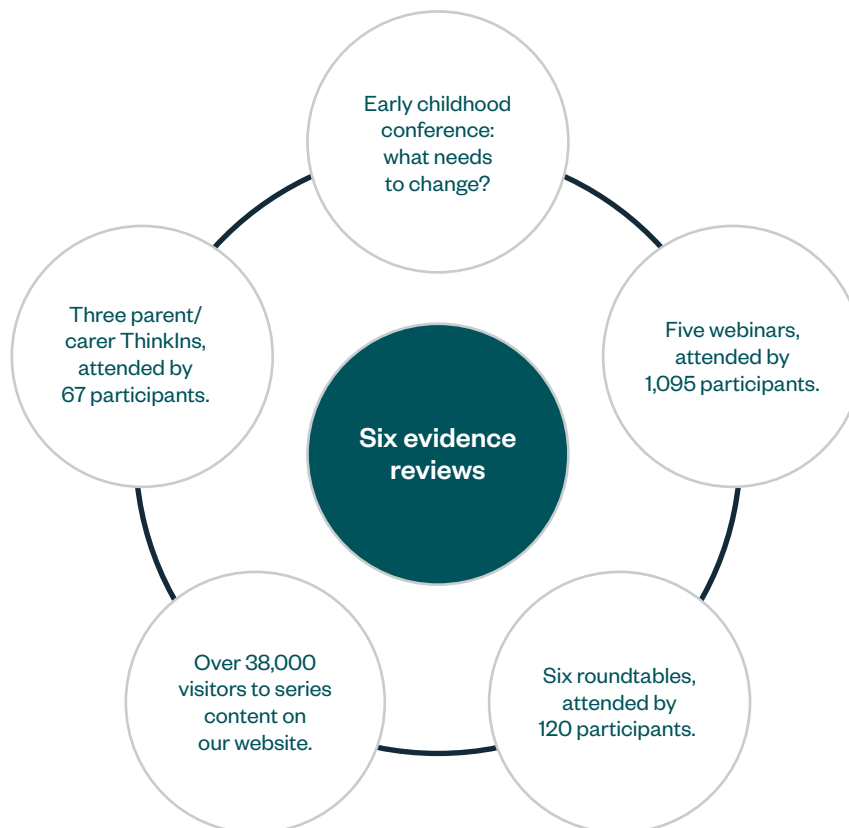 Early childhood
conference:
what needs
to change?
Three parent/
carer ThinkIns,
attended by
67 participants.
Five webinars,
attended by
1,095 participants.
Six evidence
reviews
Over 38,000
visitors to series
content on
our website.
Six roundtables,
attended by
120 participants.